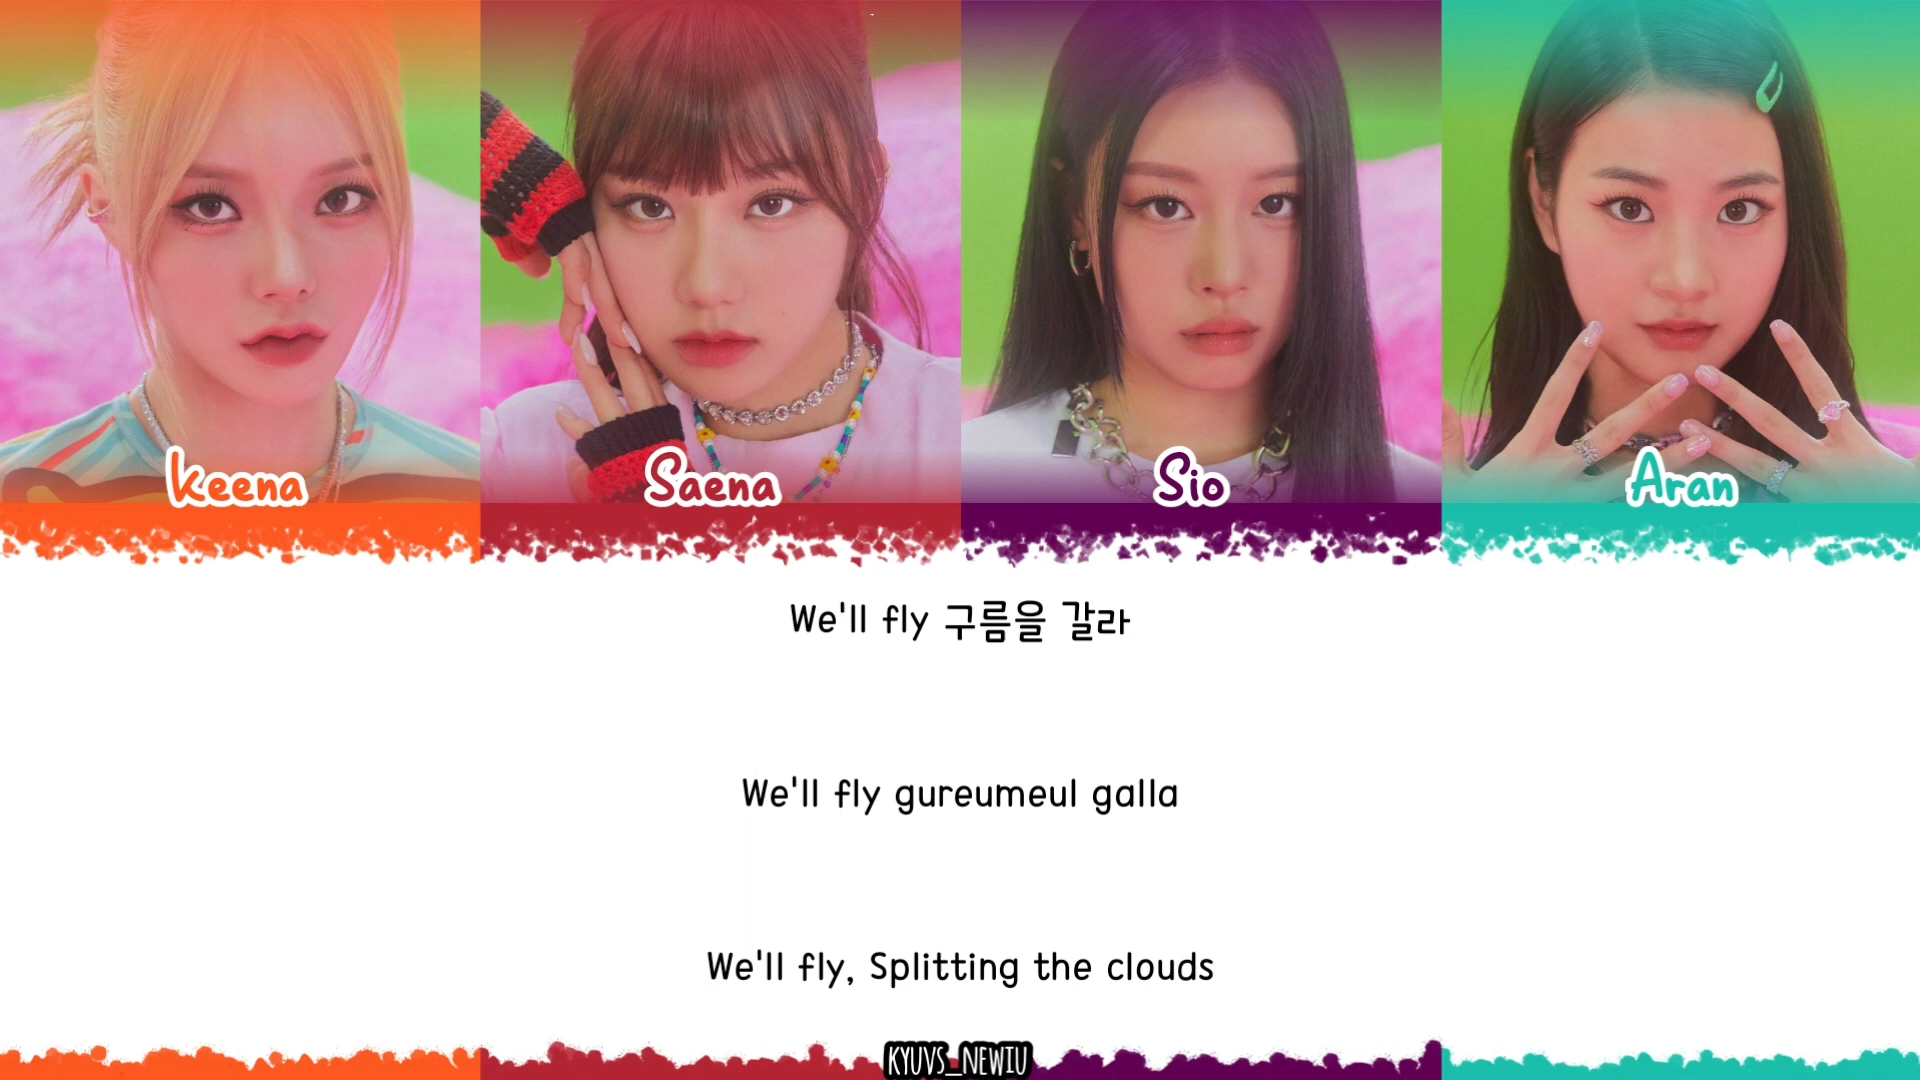 Keena
Saena
Sio
Aran
We'll fly 구름을 갈라
We'll fly gureumeul galla
We'll fly, Splitting the clouds
KYUVS_NEWIU